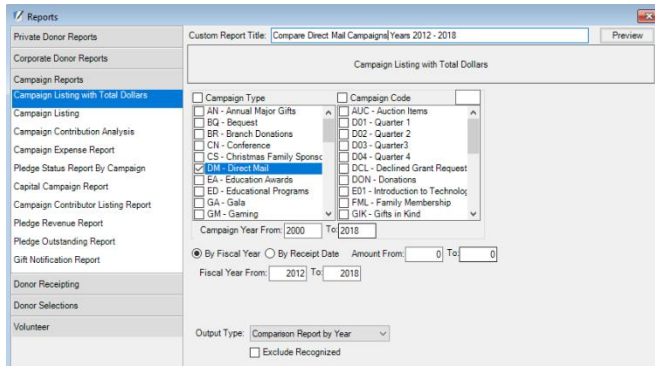 Reports
Private Donor Reports
Corporate Donor Reports
Campaign Reports
Campaign Listing with Total Dollars
Campaign Listing
Campaign Contribution Analysis
Campaign Expense Report
Pledge Status Report By Campaign
Capital Campaign Report
Campaign Contributor Listing Report
Pledge Revenue Report
Pledge Outstanding Report
Gift Notification Report
Donor Receipting
Donor Selections
Volunteer
Custom Report Title: Compare Direct Mail Campaigns Years 2012 - 2018 Preview
Campaign Listing with Total Dollars
Campaign Type
AN - Annual Major Gifts
BQ - Bequest
BR - Branch Donations
CN - Conference
CS - Christmas Family Sponsc
DM - Direct Mail
EA - Education Awards
ED - Educational Programs
GA - Gala
GM - Gaming
Campaign Code
AUC - Auction Items
D01 - Quarter 1
D02 - Quarter 2
D03 - Quarter3
D04 - Quarter 4
DCL - Declined Grant Request
DON - Donations
E01 - Introduction to Technolog
FML - Family Membership
GIK - Gifts in Kind
Campaign Year From: 2000 To: 2018
By Fiscal Year By Receipt Date Amount From: 0 To: 0
Fiscal Year From: 2012 To: 2018
Output Type: Comparison Report by Year
Exclude Recognized